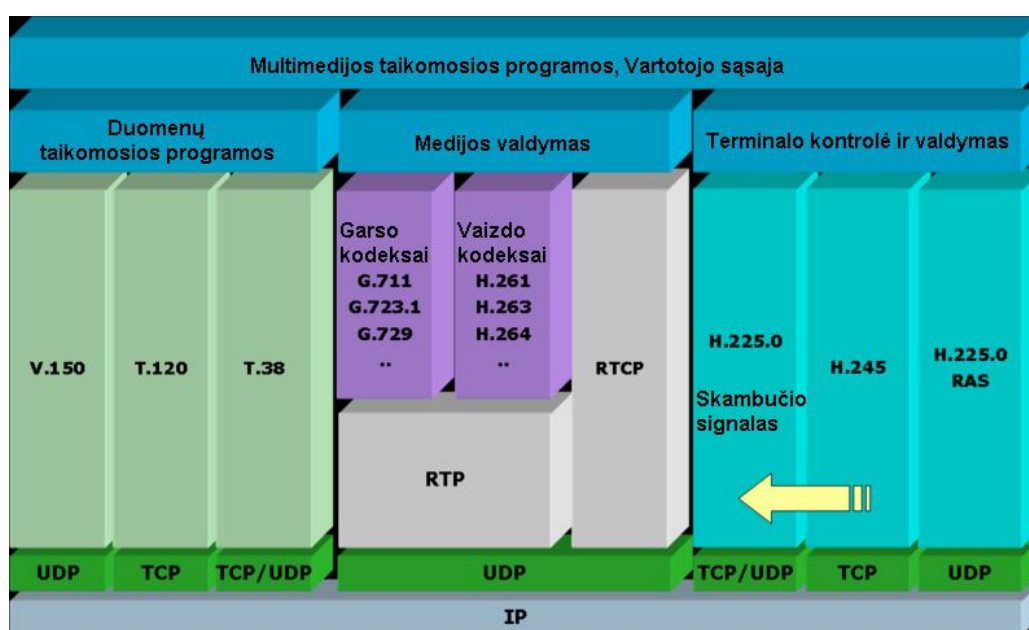 Multimedijos taikomosios programos, Vartotojo sąsaja
Duomenų
taikomosios programos
Medijos valdymas
Terminalo kontrolė ir valdymas
V.150
T.120
T.38
Garso
kodeksai
G.711
G.723.1
G.729
..
Vaizdo
kodeksai
H.261
H.263
H.264
..
RTP
RTCP
H.225.0
Skambučio
signalas
H.245
H.225.0
RAS
UDP
TCP
TCP/UDP
UDP
TCP/UDP
TCP
UDP
IP